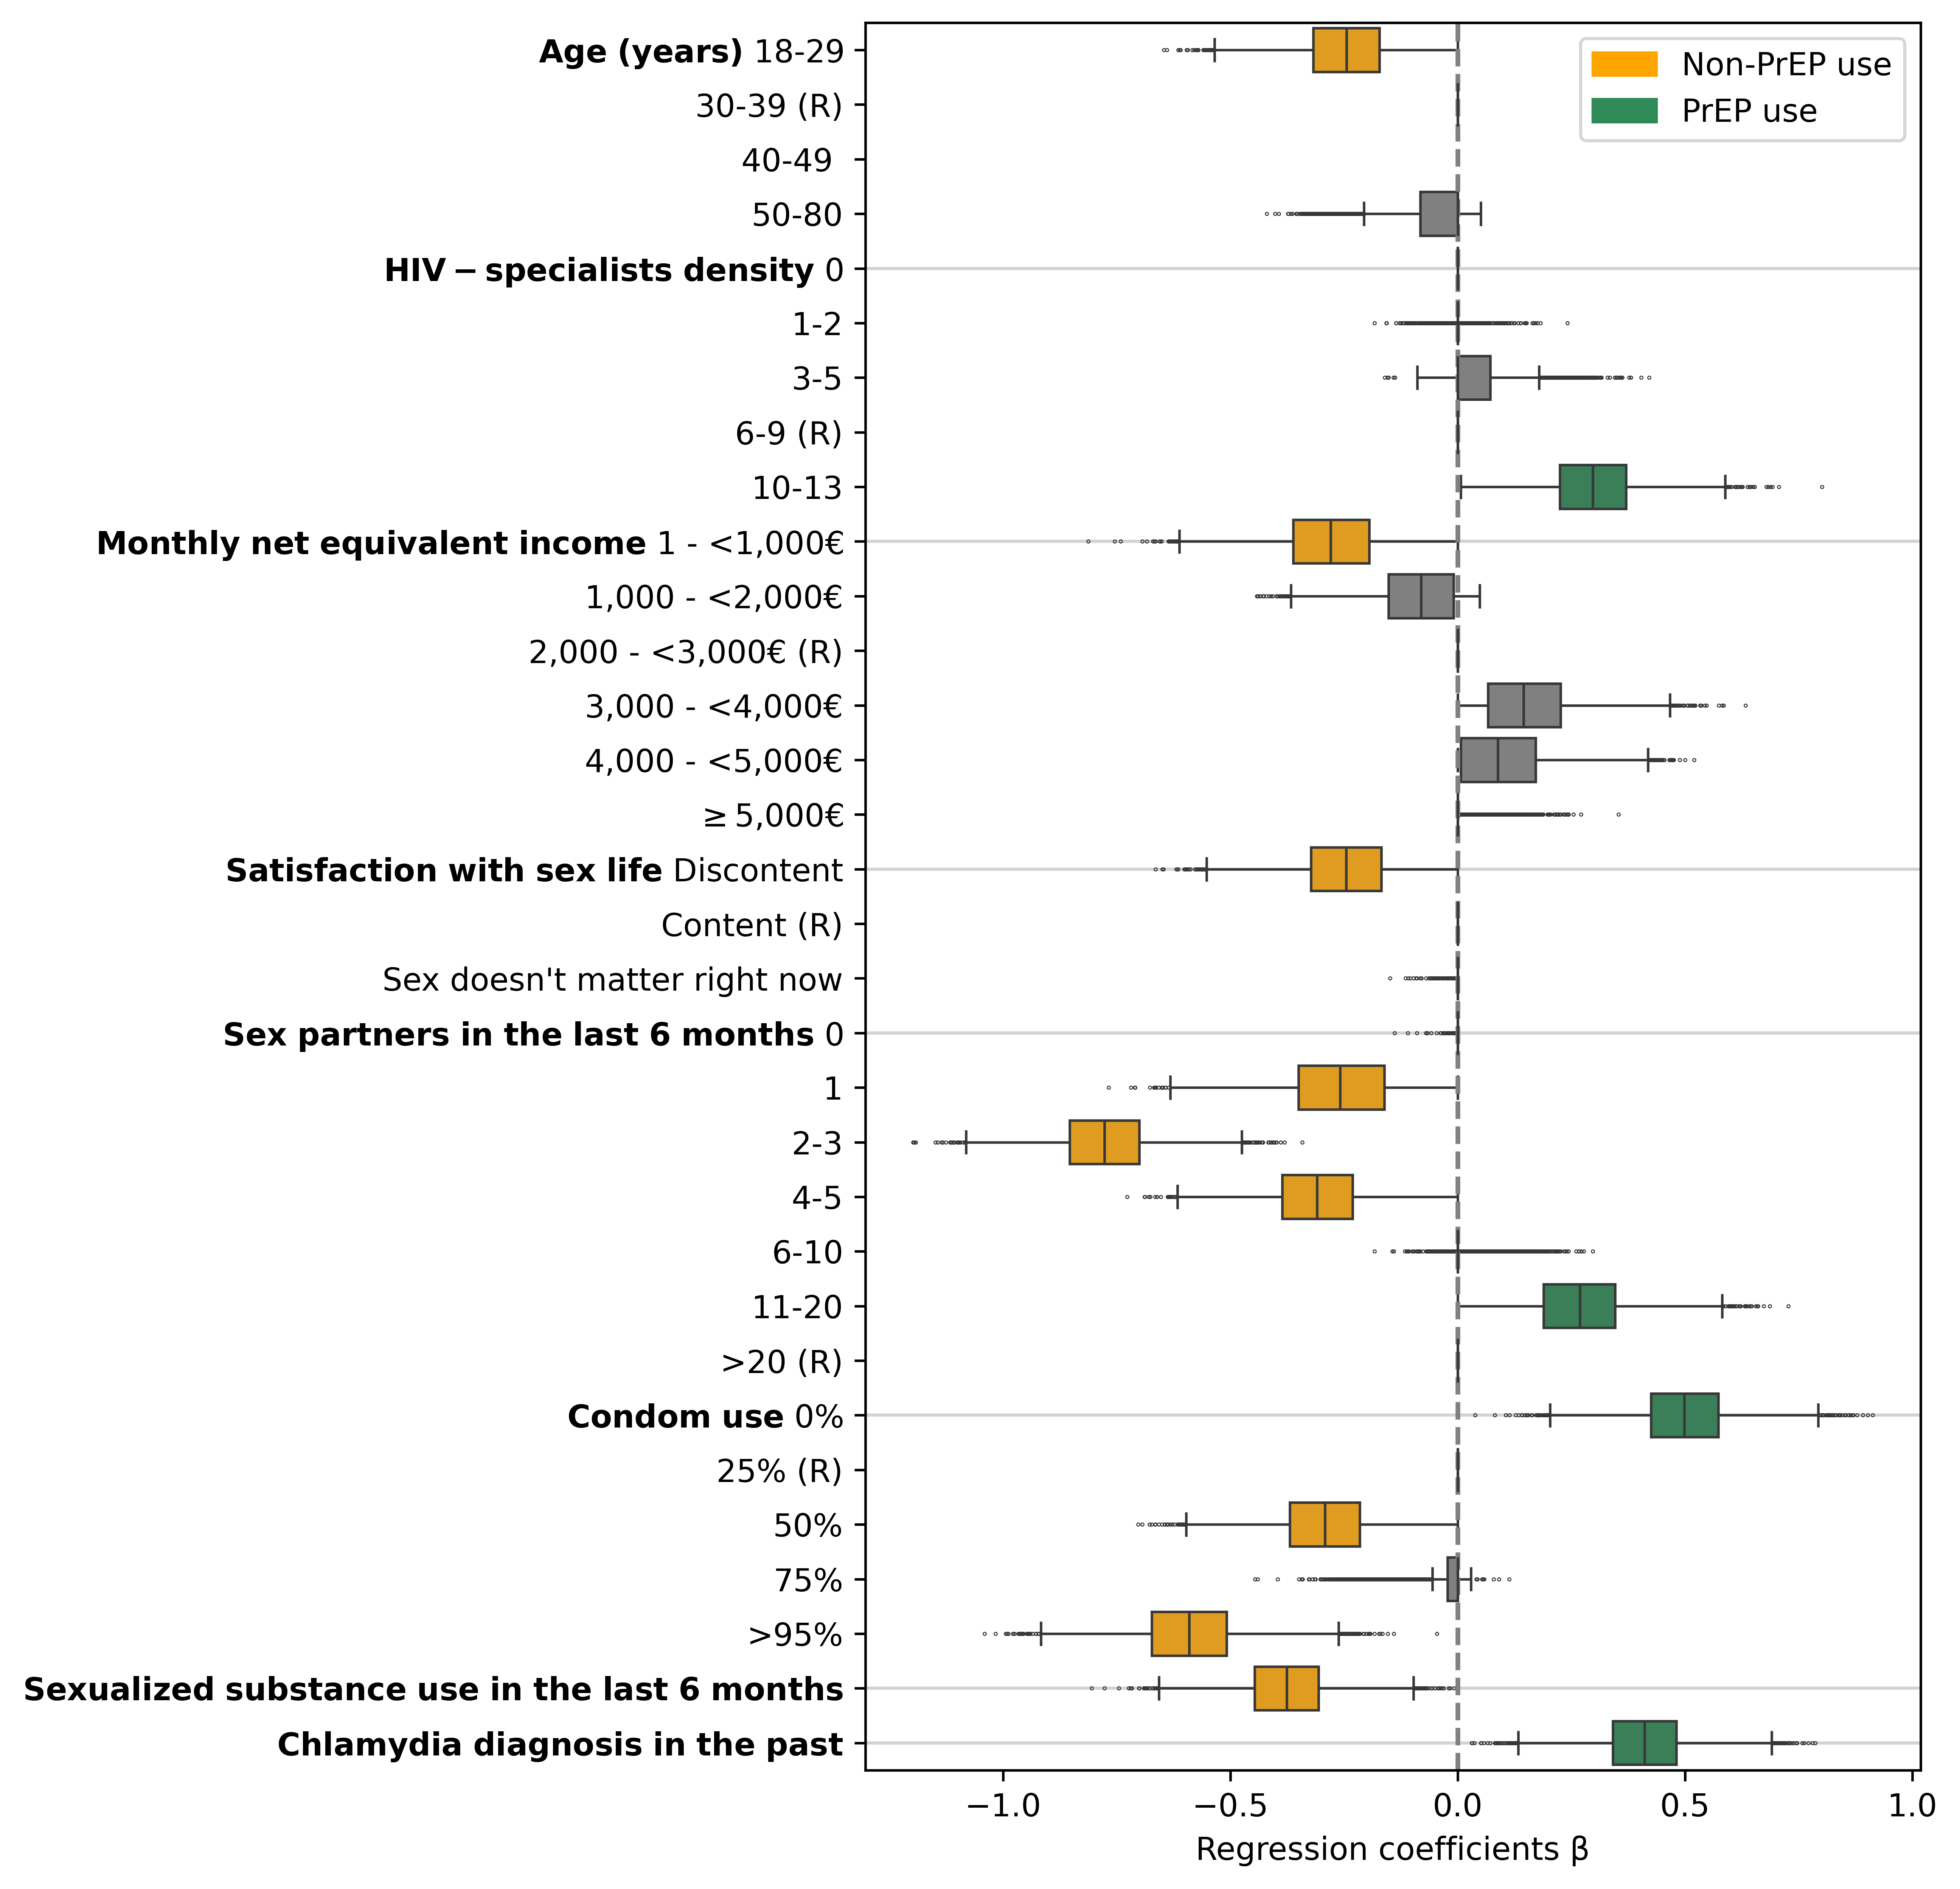 Age (years) 18-29
30-39 (R)
40-49
50-80
HIV − specialists density 0
1-2
3-5
6-9 (R)
10-13
Monthly net equivalent income 1 - <1,000€
1,000 - <2,000€
2,000 - <3,000€ (R)
3,000 - <4,000€
4,000 - <5,000€
≥ 5,000€
Satisfaction with sex life Discontent
Content (R)
Sex doesn't matter right now
Sex partners in the last 6 months 0
1
2-3
4-5
6-10
11-20
>20 (R)
Condom use 0%
25% (R)
50%
75%
>95%
Sexualized substance use in the last 6 months
Chlamydia diagnosis in the past
Non-PrEP use
PrEP use
−1.0 −0.5 0.0 0.5 1.0
Regression coefficients β